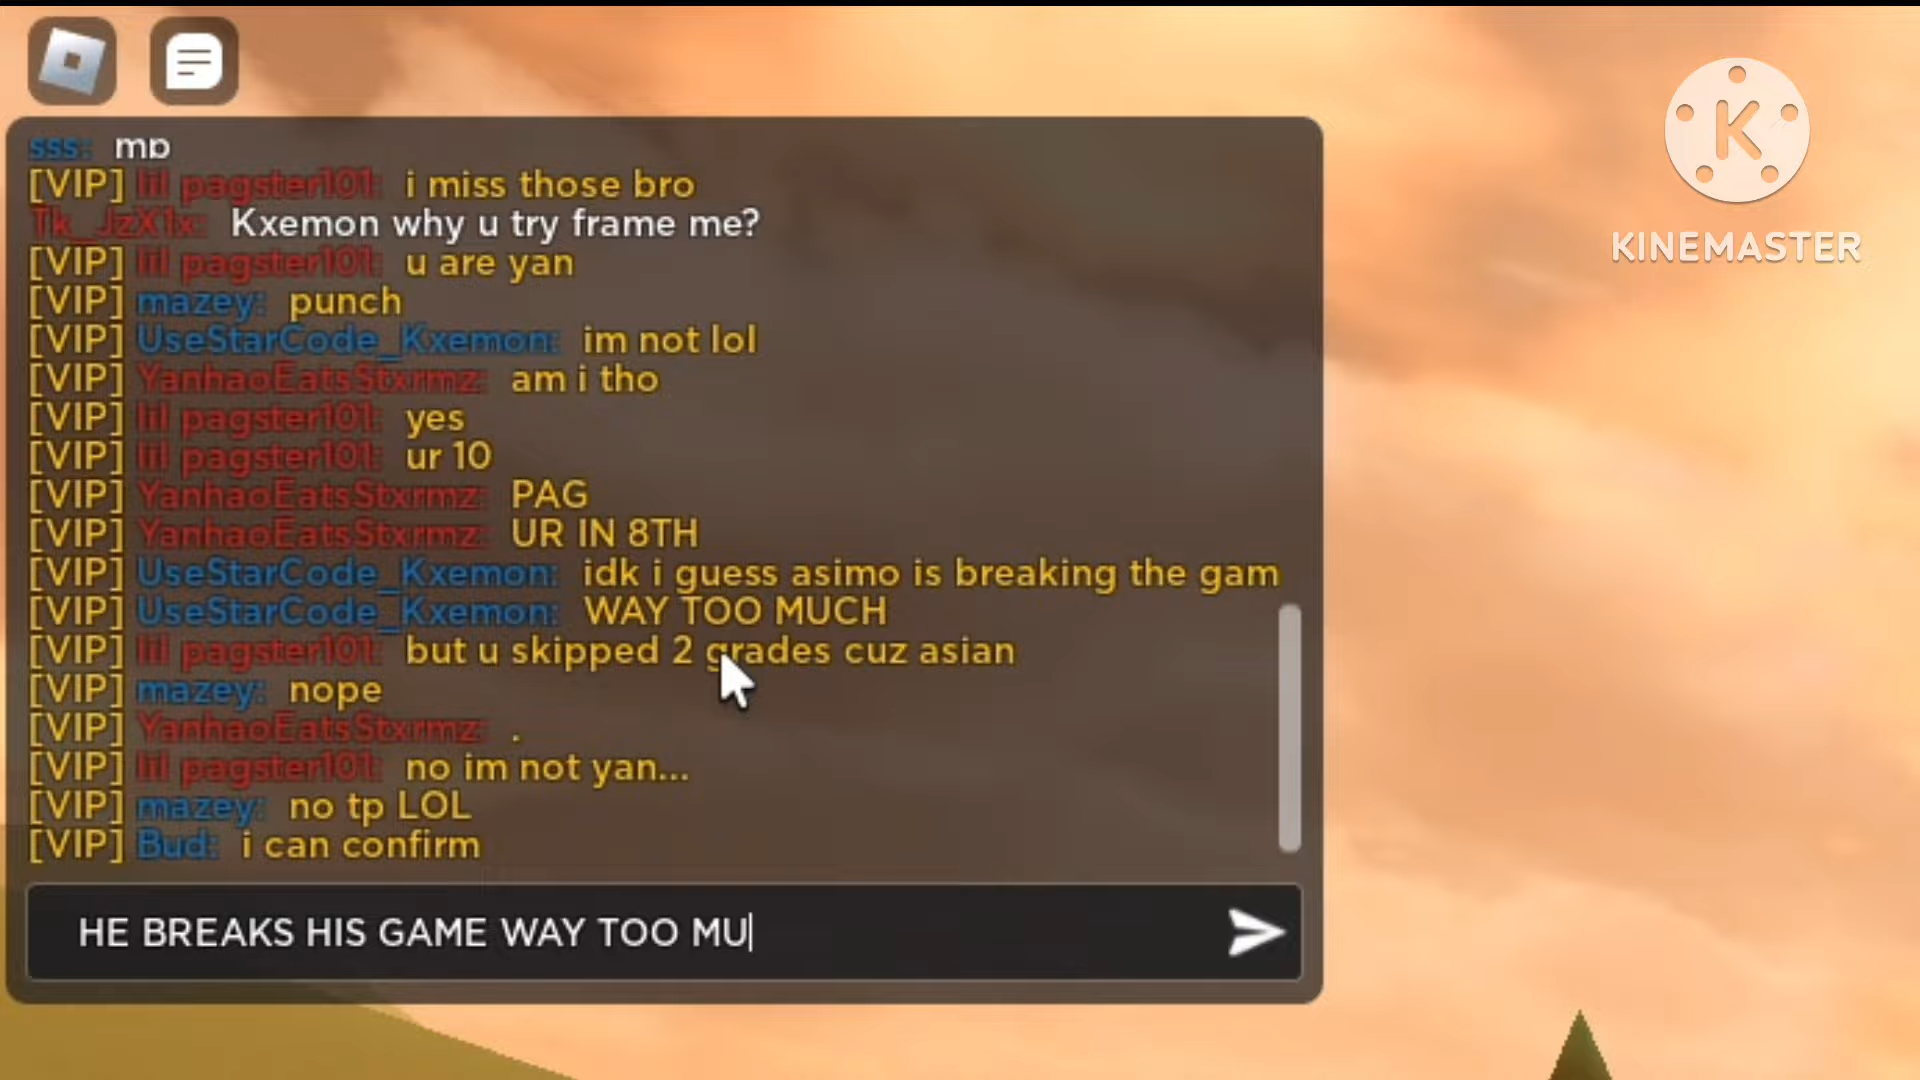 sss: mp
[VIP] lil pagster101: i miss those bro
Tk_JzX1x: Kxemon why u try frame me?
[VIP] lil pagster101: u are yan
[VIP] mazey: punch
[VIP] UseStarCode_Kxemon: im not lol
[VIP] YanhaoEatsStxrmz: am i tho
[VIP] lil pagster101: yes
[VIP] lil pagster101: ur 10
[VIP] YanhaoEatsStxrmz: PAG
[VIP] YanhaoEatsStxrmz: UR IN 8TH
[VIP] UseStarCode_Kxemon: idk i guess asimo is breaking the gam
[VIP] UseStarCode_Kxemon: WAY TOO MUCH
[VIP] lil pagster101: but u skipped 2 grades cuz asian
[VIP] mazey: nope
[VIP] YanhaoEatsStxrmz: .
[VIP] lil pagster101: no im not yan...
[VIP] mazey: no tp LOL
[VIP] Bud: i can confirm
HE BREAKS HIS GAME WAY TOO MU
K
KINEMASTER